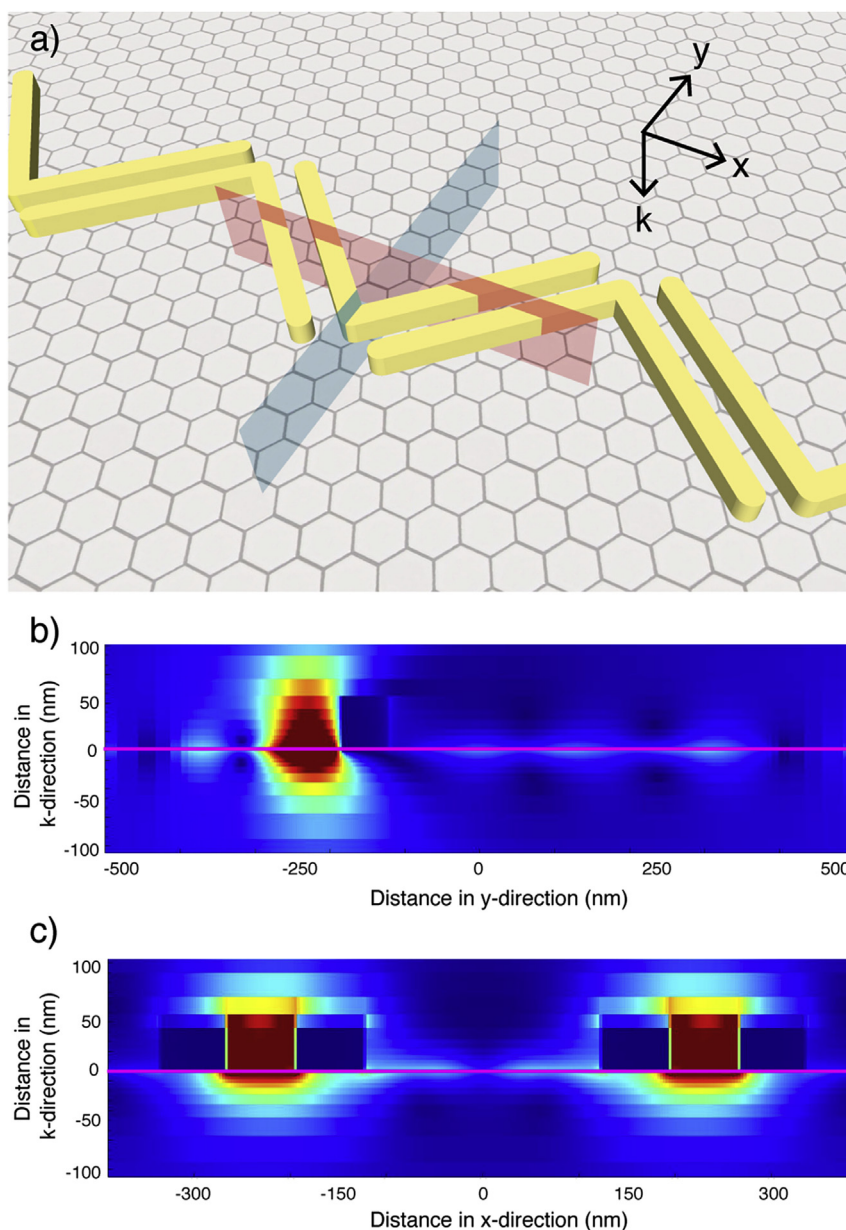 a)
y
x
k
b)
Distance in
k-direction (nm)
100
50
0
-50
-100
-500
-250
0
250
500
Distance in y-direction (nm)
c)
Distance in
k-direction (nm)
100
50
0
-50
-100
-300
-150
0
150
300
Distance in x-direction (nm)